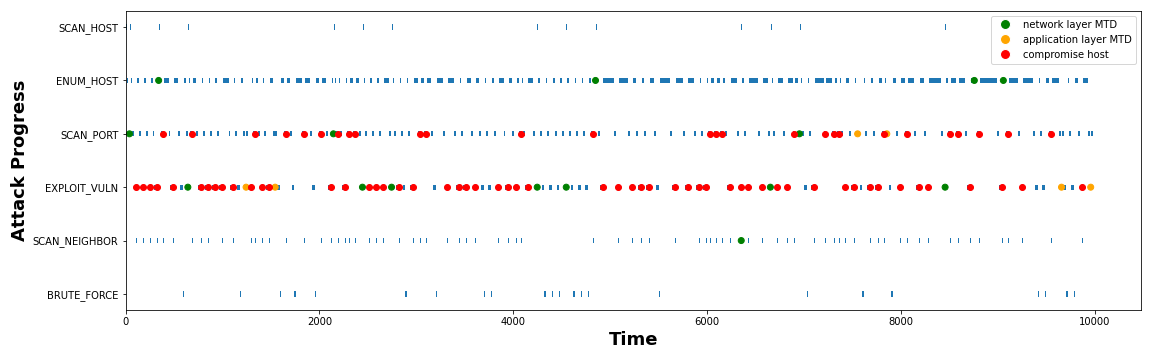 SCAN_HOST
ENUM_HOST
SCAN_PORT
EXPLOIT_VULN
SCAN_NEIGHBOR
BRUTE_FORCE
Attack Progress
network layer MTD
application layer MTD
compromise host
0 2000 4000 6000 8000 10000
Time